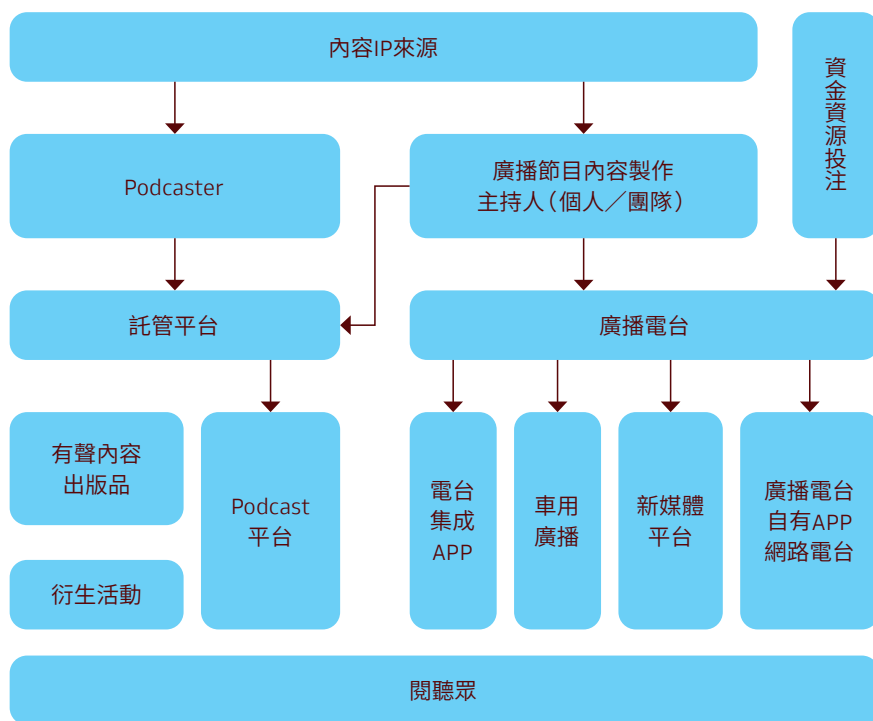 內容IP來源
資金資源投注
Podcaster
廣播節目內容製作
主持人（個人／團隊）
託管平台
廣播電台
有聲內容
出版品
衍生活動
Podcast
平台
電台
集成
APP
車用
廣播
新媒體
平台
廣播電台
自有APP
網路電台
閱聽眾